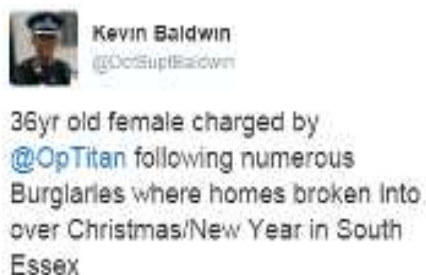 Kevin Baldwin
@DctSuptBaldwin
36yr old female charged by
@OpTitan following numerous
Burglaries where homes broken into
over Christmas/New Year in South
Essex